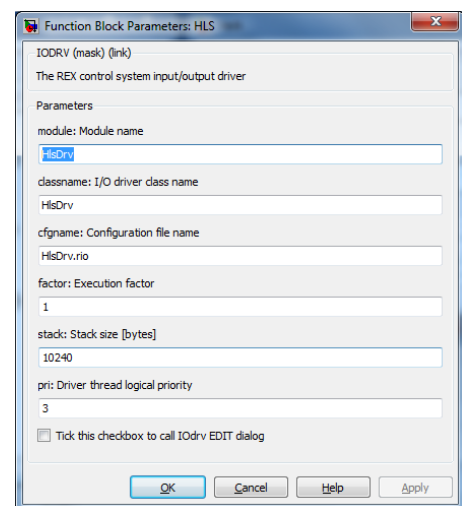 Function Block Parameters: HLS
IODRV (mask) (link)
The REX control system input/output driver
Parameters
module: Module name
HlsDrv
classname: I/O driver class name
HlsDrv
cfgname: Configuration file name
HlsDrv.rio
factor: Execution factor
1
stack: Stack size [bytes]
10240
pri: Driver thread logical priority
3
Tick this checkbox to call IOdrv EDIT dialog
OK Cancel Help Apply